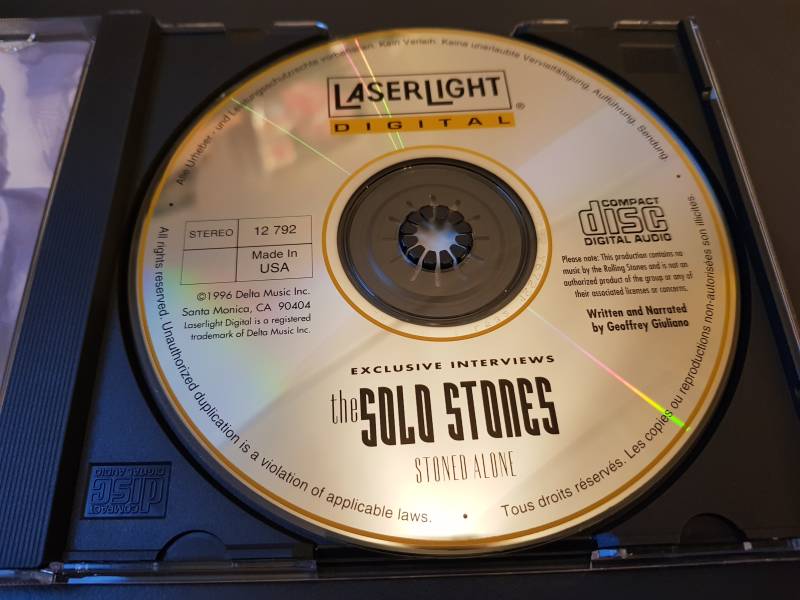 Alle Urheber- und Leistungsschutzrechte vorbehalten. Kein Verleih. Keine unerlaubte Vervielfältigung, Aufführung, Sendung.
LASERLIGHT®
DIGITAL
STEREO 12 792
Made In
USA
©1996 Delta Music Inc.
Santa Monica, CA 90404
Laserlight Digital is a registered
trademark of Delta Music Inc.
COMPACT
disc
DIGITAL AUDIO
Please note: This production contains no
music by the Rolling Stones and is not an
authorized product of the group or any of
their associated licenses or concerns.
Written and Narrated
by Geoffrey Giuliano
EXCLUSIVE INTERVIEWS
the SOLO STONES
STONED ALONE
All rights reserved. Unauthorized duplication is a violation of applicable laws.
Tous droits réservés. Les copies ou reproductions non-autorisées son illicites.
COMPACT
disc
DIGITAL AUDIO